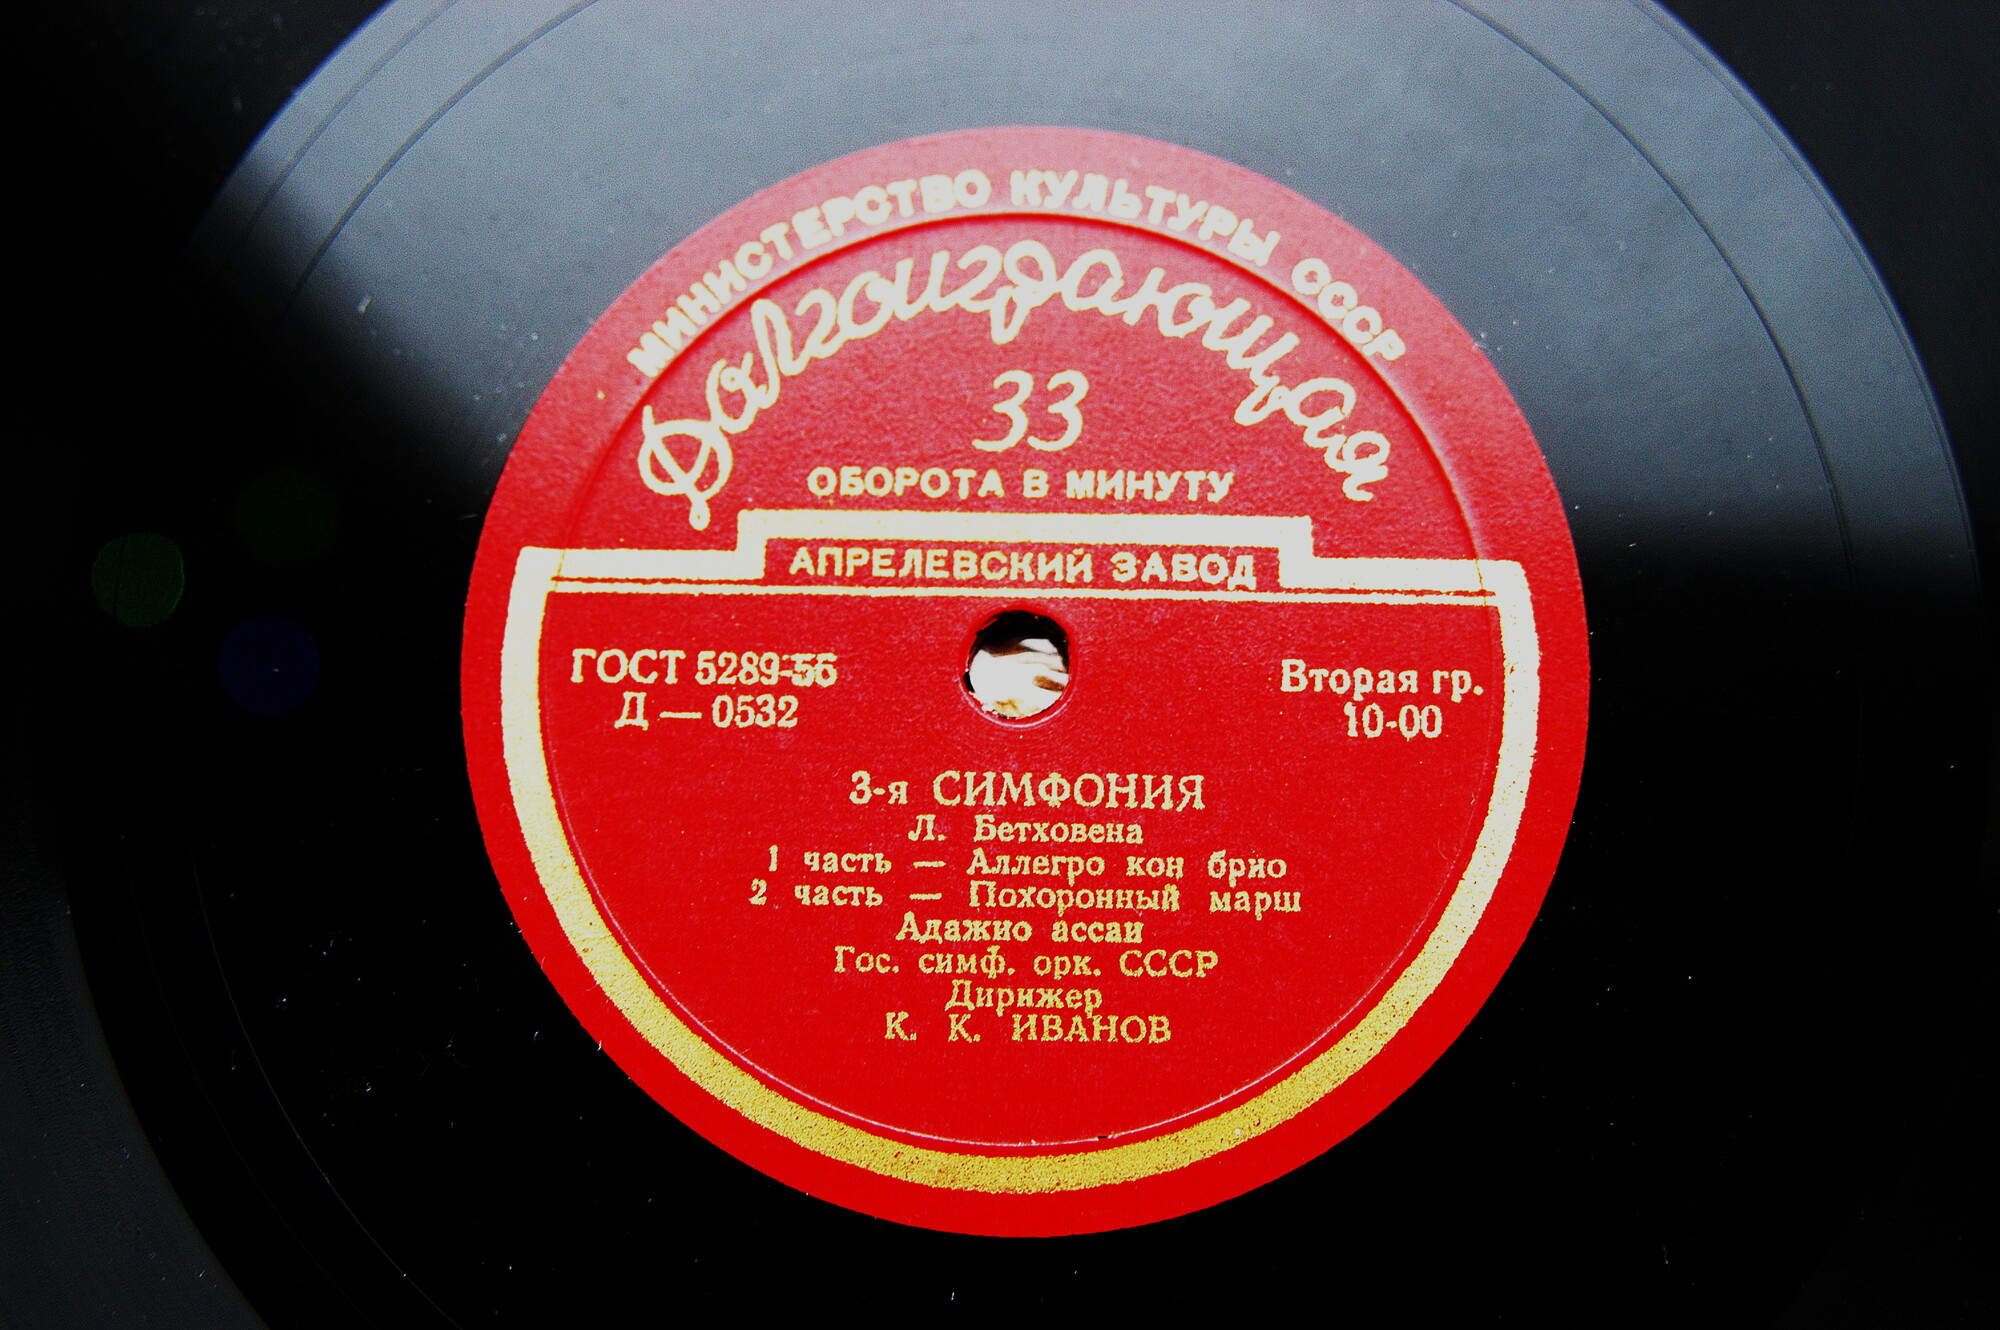 МИНИСТЕРСТВО КУЛЬТУРЫ СССР
Долгоиграющая
33
ОБОРОТА В МИНУТУ
АПРЕЛЕВСКИЙ ЗАВОД
ГОСТ 5289-56
Д — 0532
Вторая гр.
10-00
3-я СИМФОНИЯ
Л. Бетховена
1 часть — Аллегро кон брио
2 часть — Похоронный марш
Адажио ассаи
Гос. симф. орк. СССР
Дирижер
К. К. ИВАНОВ